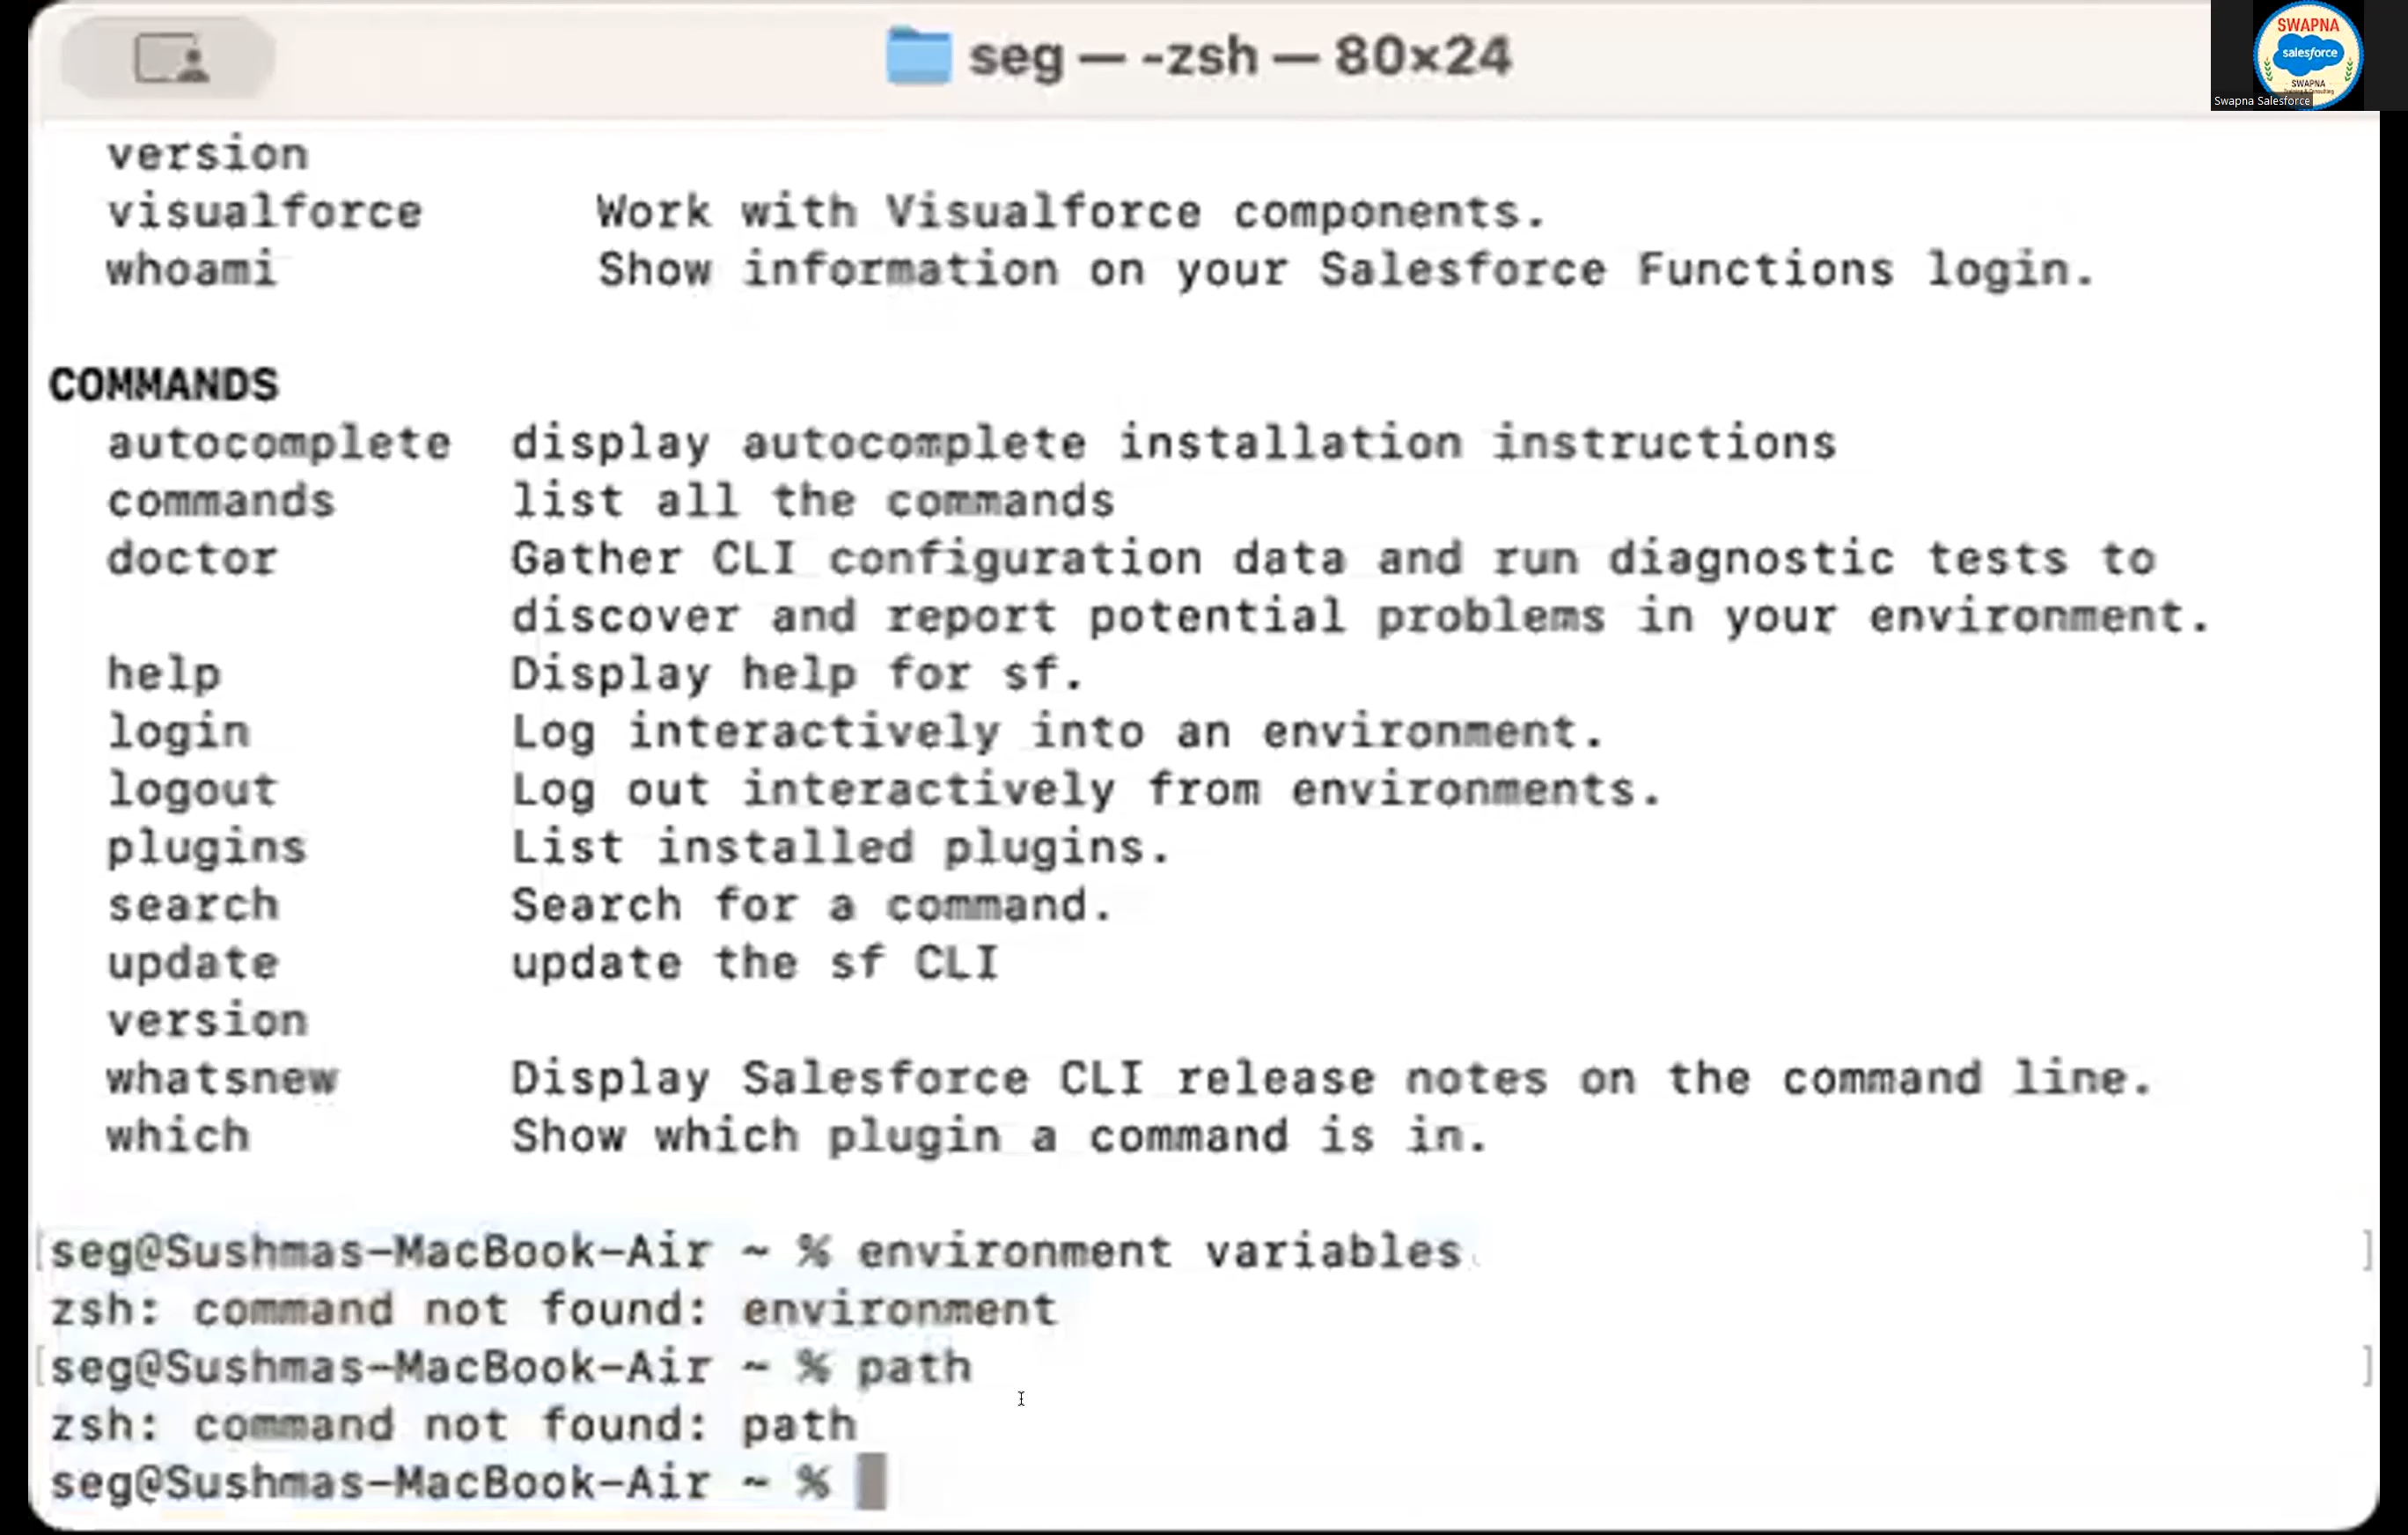 seg — -zsh — 80×24
SWAPNA
salesforce
SWAPNA
Swapna Salesforce
version
visualforce Work with Visualforce components.
whoami Show information on your Salesforce Functions login.
COMMANDS
autocomplete display autocomplete installation instructions
commands list all the commands
doctor Gather CLI configuration data and run diagnostic tests to
discover and report potential problems in your environment.
help Display help for sf.
login Log interactively into an environment.
logout Log out interactively from environments.
plugins List installed plugins.
search Search for a command.
update update the sf CLI
version
whatsnew Display Salesforce CLI release notes on the command line.
which Show which plugin a command is in.
[seg@Sushmas-MacBook-Air ~ % environment variables ]
zsh: command not found: environment
[seg@Sushmas-MacBook-Air ~ % path ]
zsh: command not found: path
seg@Sushmas-MacBook-Air ~ %